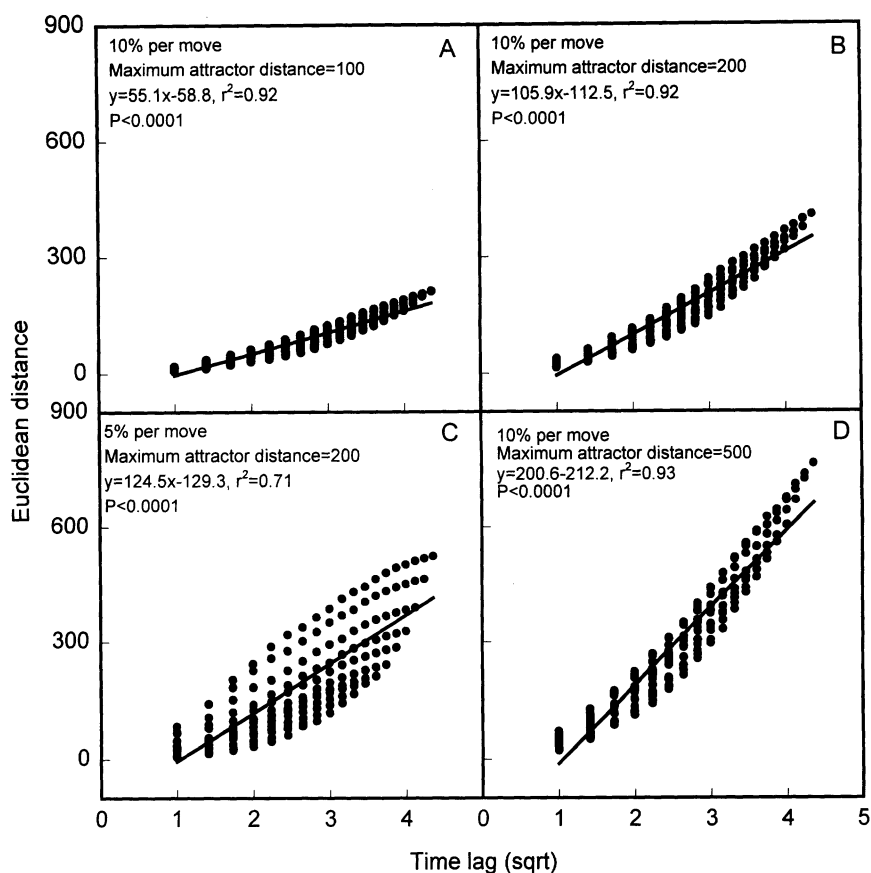 900
600
300
0
10% per move
Maximum attractor distance=100
y=55.1x-58.8, r²=0.92
P<0.0001
A
10% per move
Maximum attractor distance=200
y=105.9x-112.5, r²=0.92
P<0.0001
B
900
600
300
0
5% per move
Maximum attractor distance=200
y=124.5x-129.3, r²=0.71
P<0.0001
C
10% per move
Maximum attractor distance=500
y=200.6-212.2, r²=0.93
P<0.0001
D
0 1 2 3 4 0 1 2 3 4 5
Euclidean distance
Time lag (sqrt)